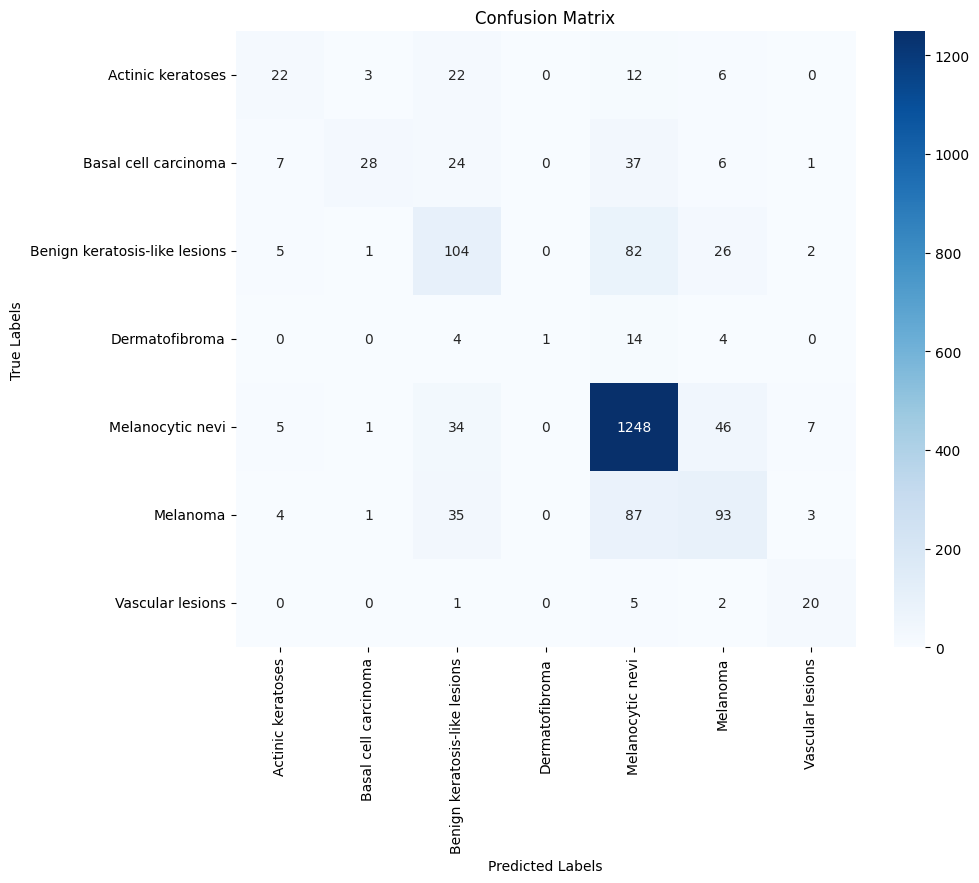 Confusion Matrix
True Labels
Actinic keratoses 22 3 22 0 12 6 0
Basal cell carcinoma 7 28 24 0 37 6 1
Benign keratosis-like lesions 5 1 104 0 82 26 2
Dermatofibroma 0 0 4 1 14 4 0
Melanocytic nevi 5 1 34 0 1248 46 7
Melanoma 4 1 35 0 87 93 3
Vascular lesions 0 0 1 0 5 2 20
Actinic keratoses
Basal cell carcinoma
Benign keratosis-like lesions
Dermatofibroma
Melanocytic nevi
Melanoma
Vascular lesions
Predicted Labels
1200
1000
800
600
400
200
0